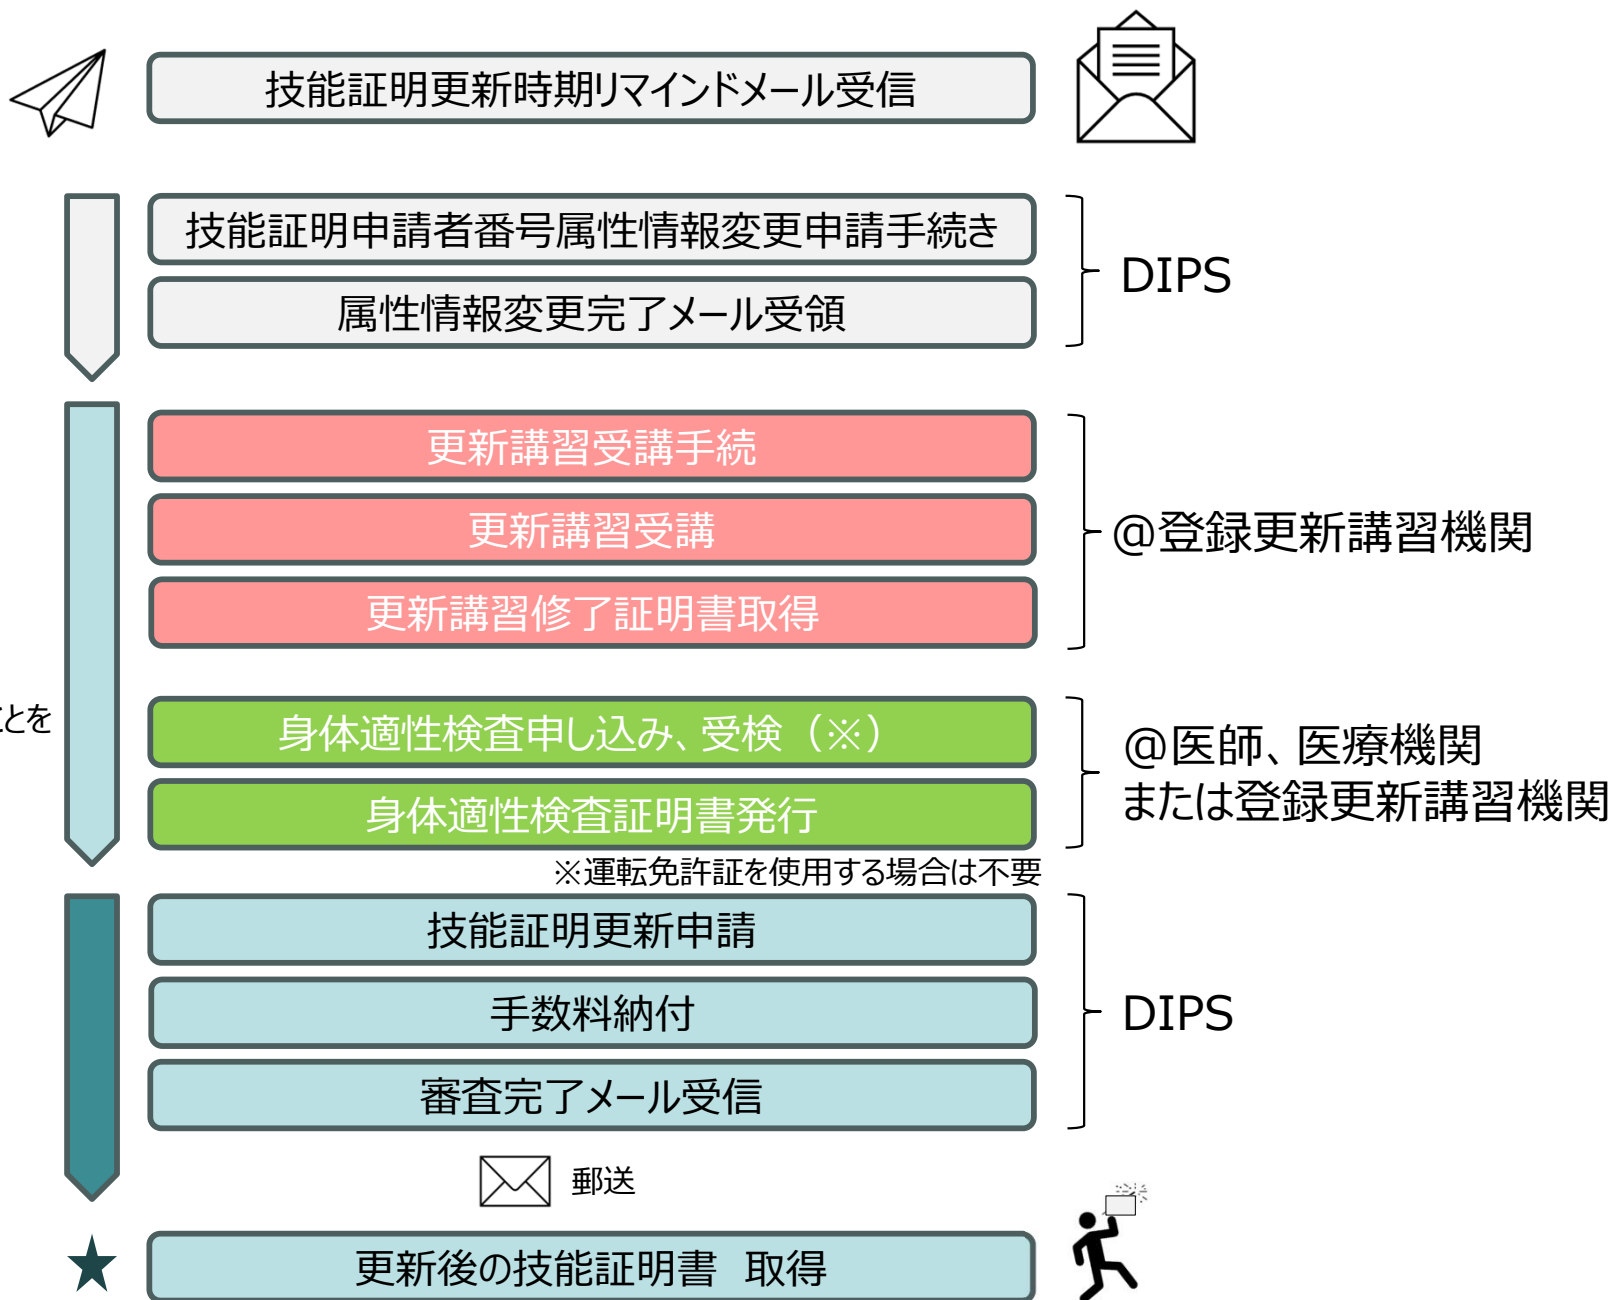 技能証明更新時期リマインドメール受信
技能証明申請者番号属性情報変更申請手続き
属性情報変更完了メール受領
DIPS
更新講習受講手続
更新講習受講
更新講習修了証明書取得
@登録更新講習機関
ことを
身体適性検査申し込み、受検（※）
身体適性検査証明書発行
@医師、医療機関
または登録更新講習機関
※運転免許証を使用する場合は不要
技能証明更新申請
手数料納付
審査完了メール受信
DIPS
郵送
更新後の技能証明書 取得